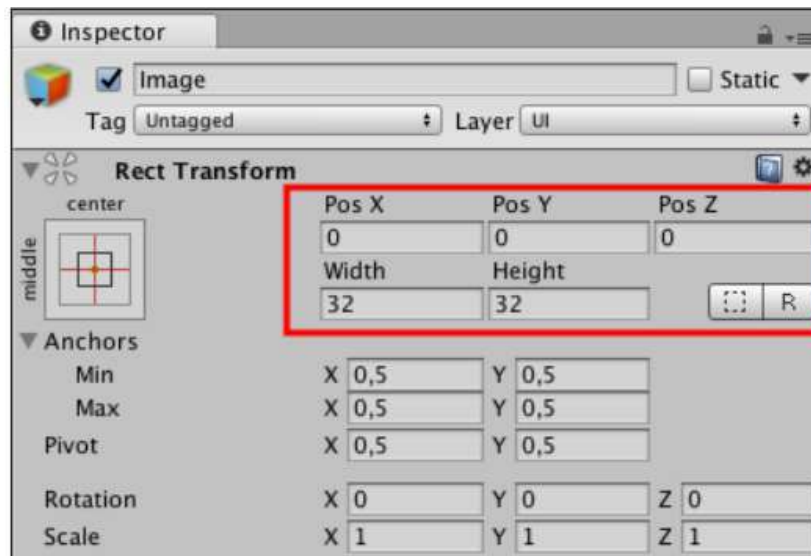 Inspector
Image Static
Tag Untagged Layer UI
Rect Transform
center
middle
Pos X Pos Y Pos Z
0 0 0
Width Height
32 32 R
Anchors
Min X 0,5 Y 0,5
Max X 0,5 Y 0,5
Pivot X 0,5 Y 0,5
Rotation X 0 Y 0 Z 0
Scale X 1 Y 1 Z 1